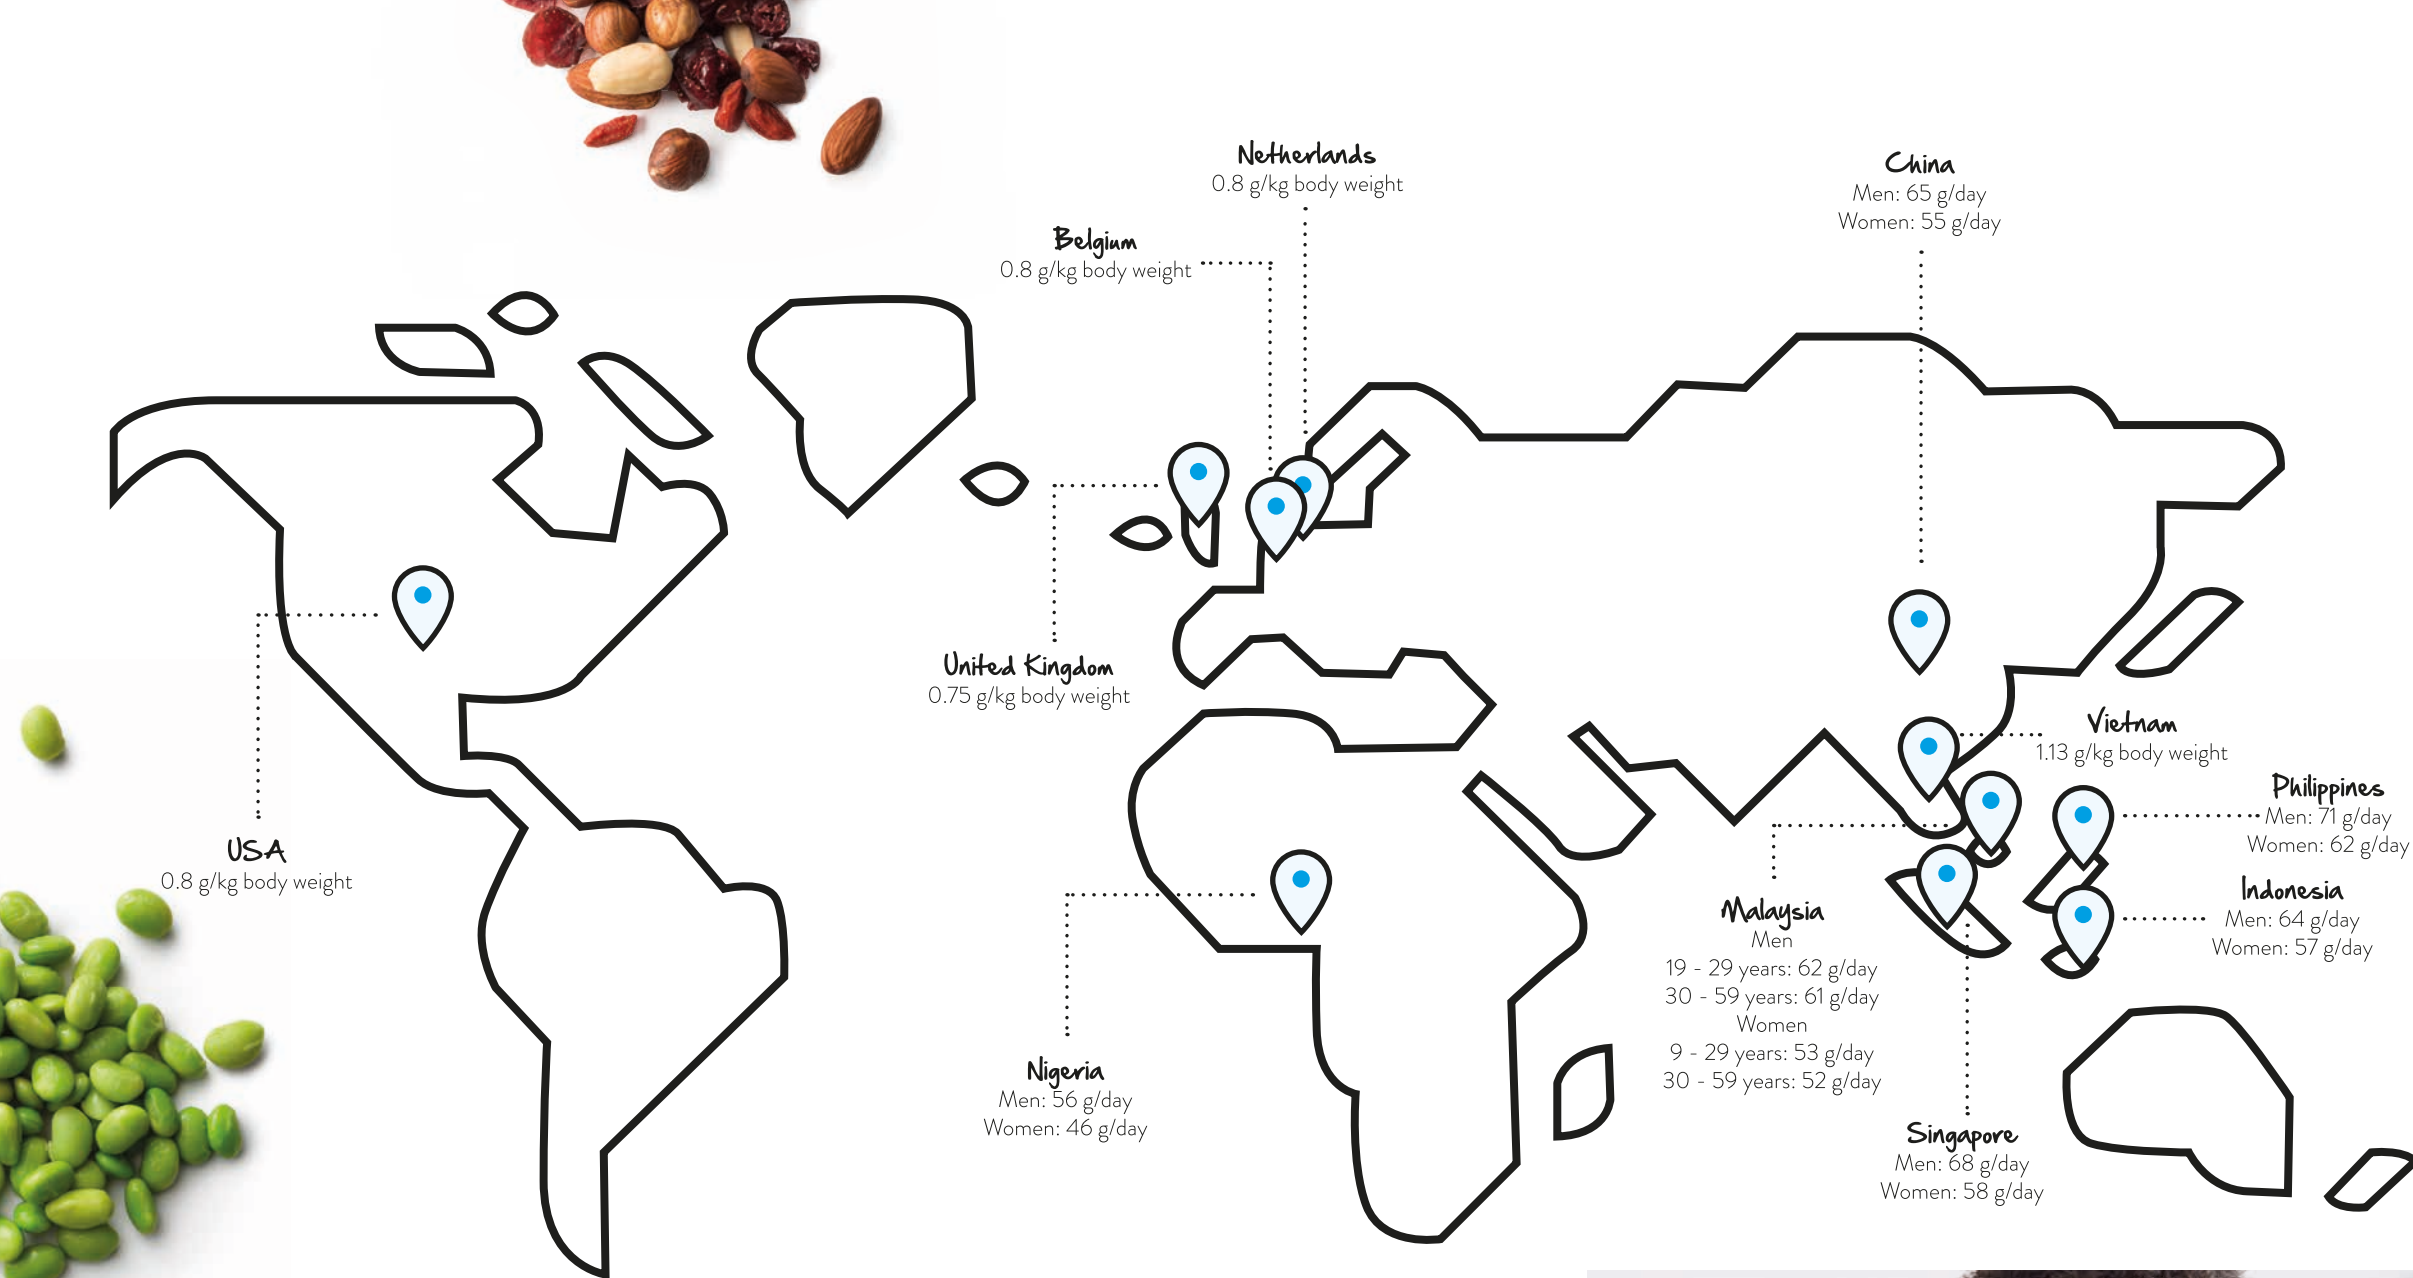 Netherlands
0.8 g/kg body weight
Belgium
0.8 g/kg body weight
China
Men: 65 g/day
Women: 55 g/day
United Kingdom
0.75 g/kg body weight
Vietnam
1.13 g/kg body weight
Philippines
Men: 71 g/day
Women: 62 g/day
USA
0.8 g/kg body weight
Indonesia
Men: 64 g/day
Women: 57 g/day
Malaysia
Men
19 - 29 years: 62 g/day
30 - 59 years: 61 g/day
Women
9 - 29 years: 53 g/day
30 - 59 years: 52 g/day
Nigeria
Men: 56 g/day
Women: 46 g/day
Singapore
Men: 68 g/day
Women: 58 g/day